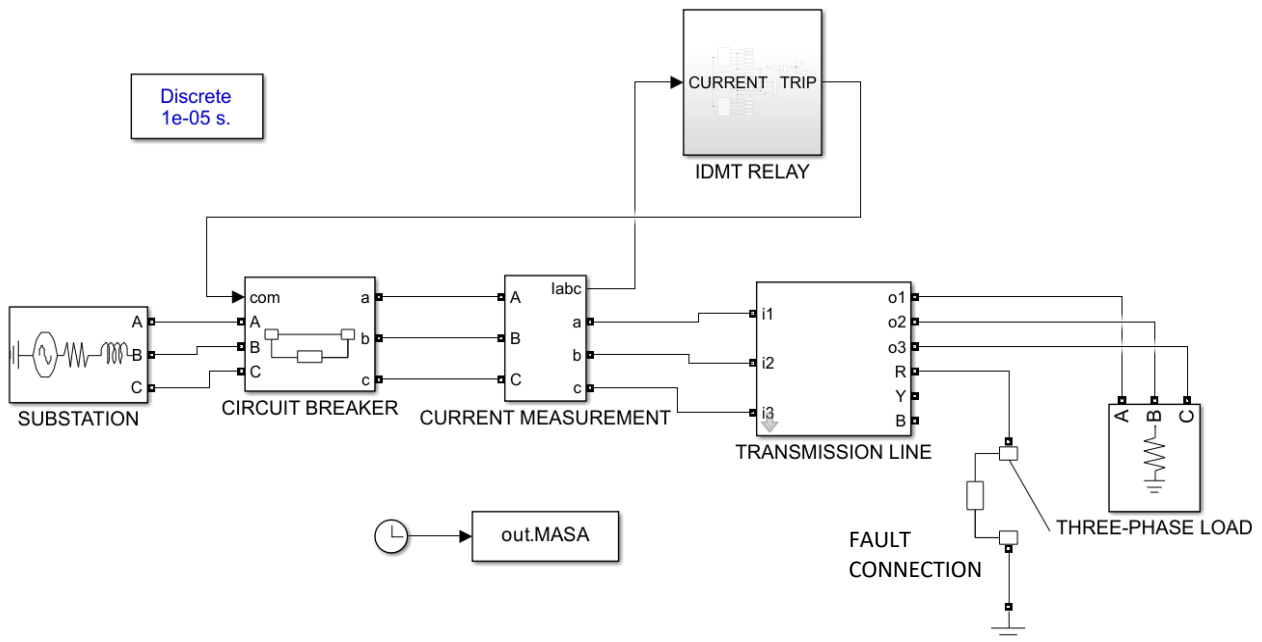 CURRENT TRIP
IDMT RELAY
Discrete
1e-05 s.
com
A
B
C
a
b
c
SUBSTATION
A
B
C
CIRCUIT BREAKER
A
B
C
Iabc
a
b
c
CURRENT MEASUREMENT
i1
i2
i3
o1
o2
o3
R
Y
B
TRANSMISSION LINE
A
B
C
THREE-PHASE LOAD
out.MASA
FAULT
CONNECTION